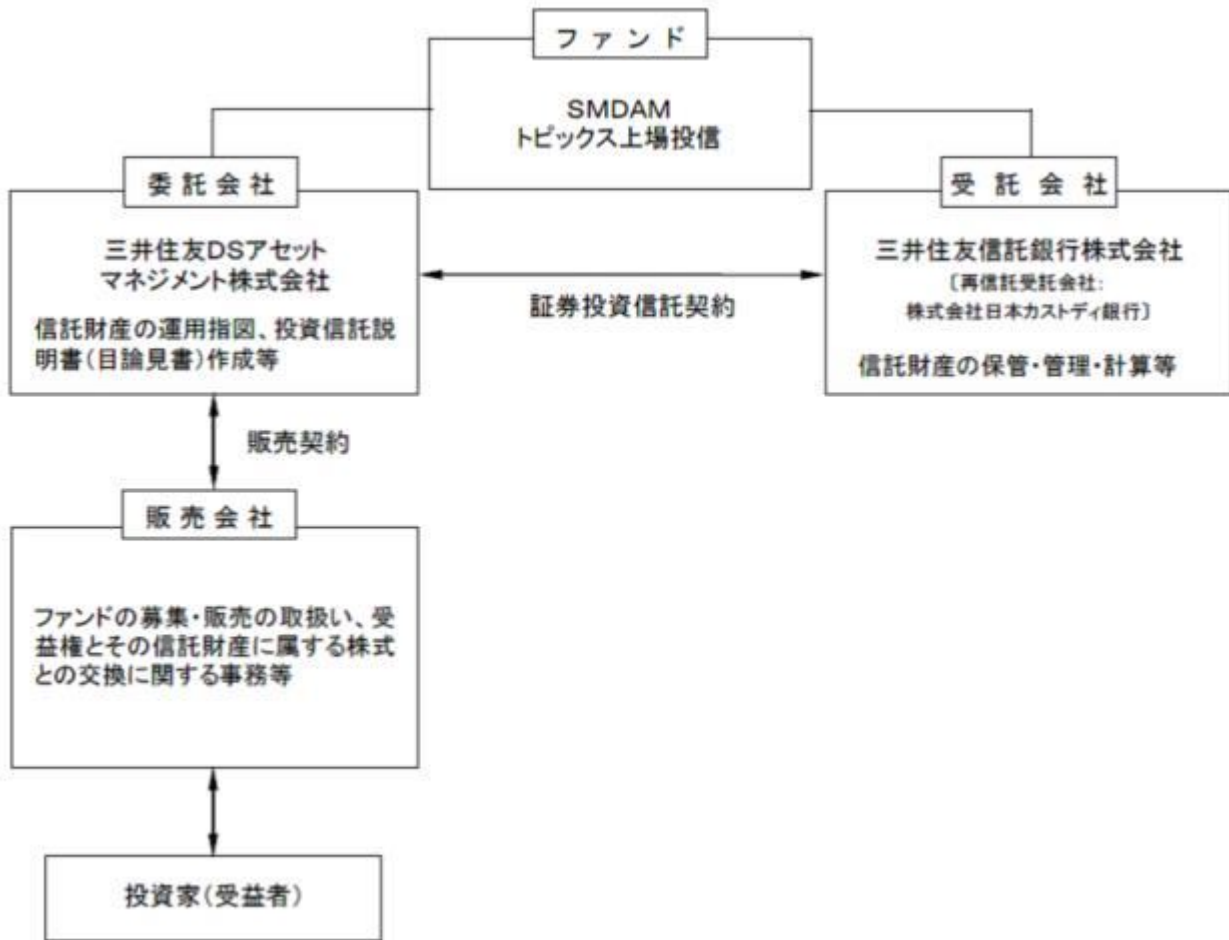 ファンド
SMDAM
トピックス上場投信
委託会社
三井住友DSアセット
マネジメント株式会社
信託財産の運用指図、投資信託説
明書(目論見書)作成等
証券投資信託契約
受託会社
三井住友信託銀行株式会社
[再信託受託会社:
株式会社日本カストディ銀行]
信託財産の保管・管理・計算等
販売契約
販売会社
ファンドの募集・販売の取扱い、受
益権とその信託財産に属する株式
との交換に関する事務等
投資家(受益者)